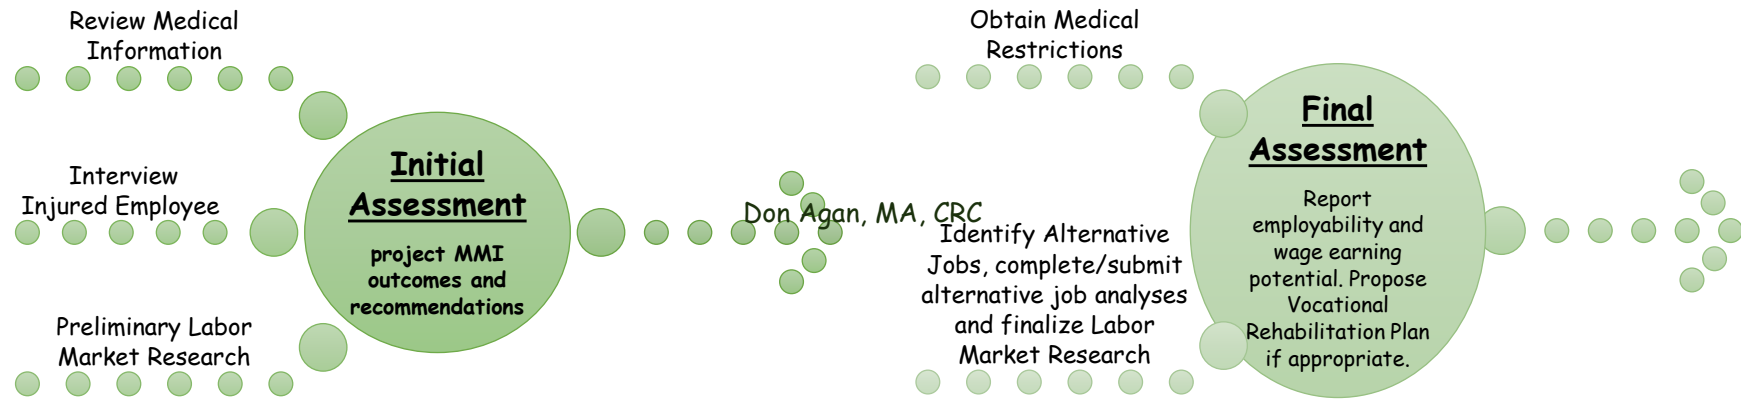 Review Medical
Information
Interview
Injured Employee
Preliminary Labor
Market Research
Initial
Assessment
project MMI
outcomes and
recommendations
Don Agan, MA, CRC
Obtain Medical
Restrictions
Identify Alternative
Jobs, complete/submit
alternative job analyses
and finalize Labor
Market Research
Final
Assessment
Report
employability and
wage earning
potential. Propose
Vocational
Rehabilitation Plan
if appropriate.